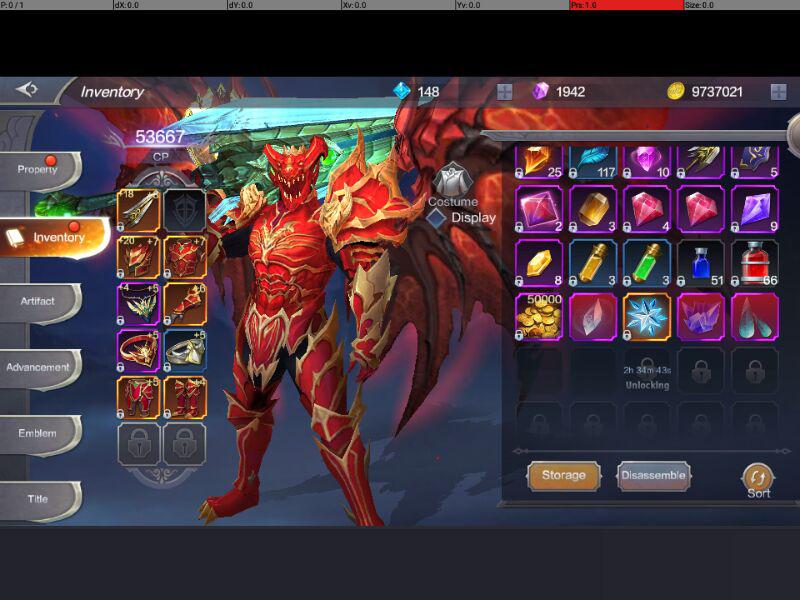 P: 0 / 1 dX: 0.0 dY: 0.0 Xv: 0.0 Yv: 0.0 Prs: 1.0 Size: 0.0
Inventory 148 1942 9737021
53667
CP
Property
Inventory
Artifact
Advancement
Emblem
Title
+18
+20 +7 +7
+4 +5
+5 +5
+5
Costume
Display
25 117 10 5
2 2 3 4 9
8 3 3 51 66
50000
2h 34m 43s
Unlocking
Storage Disassemble
Sort